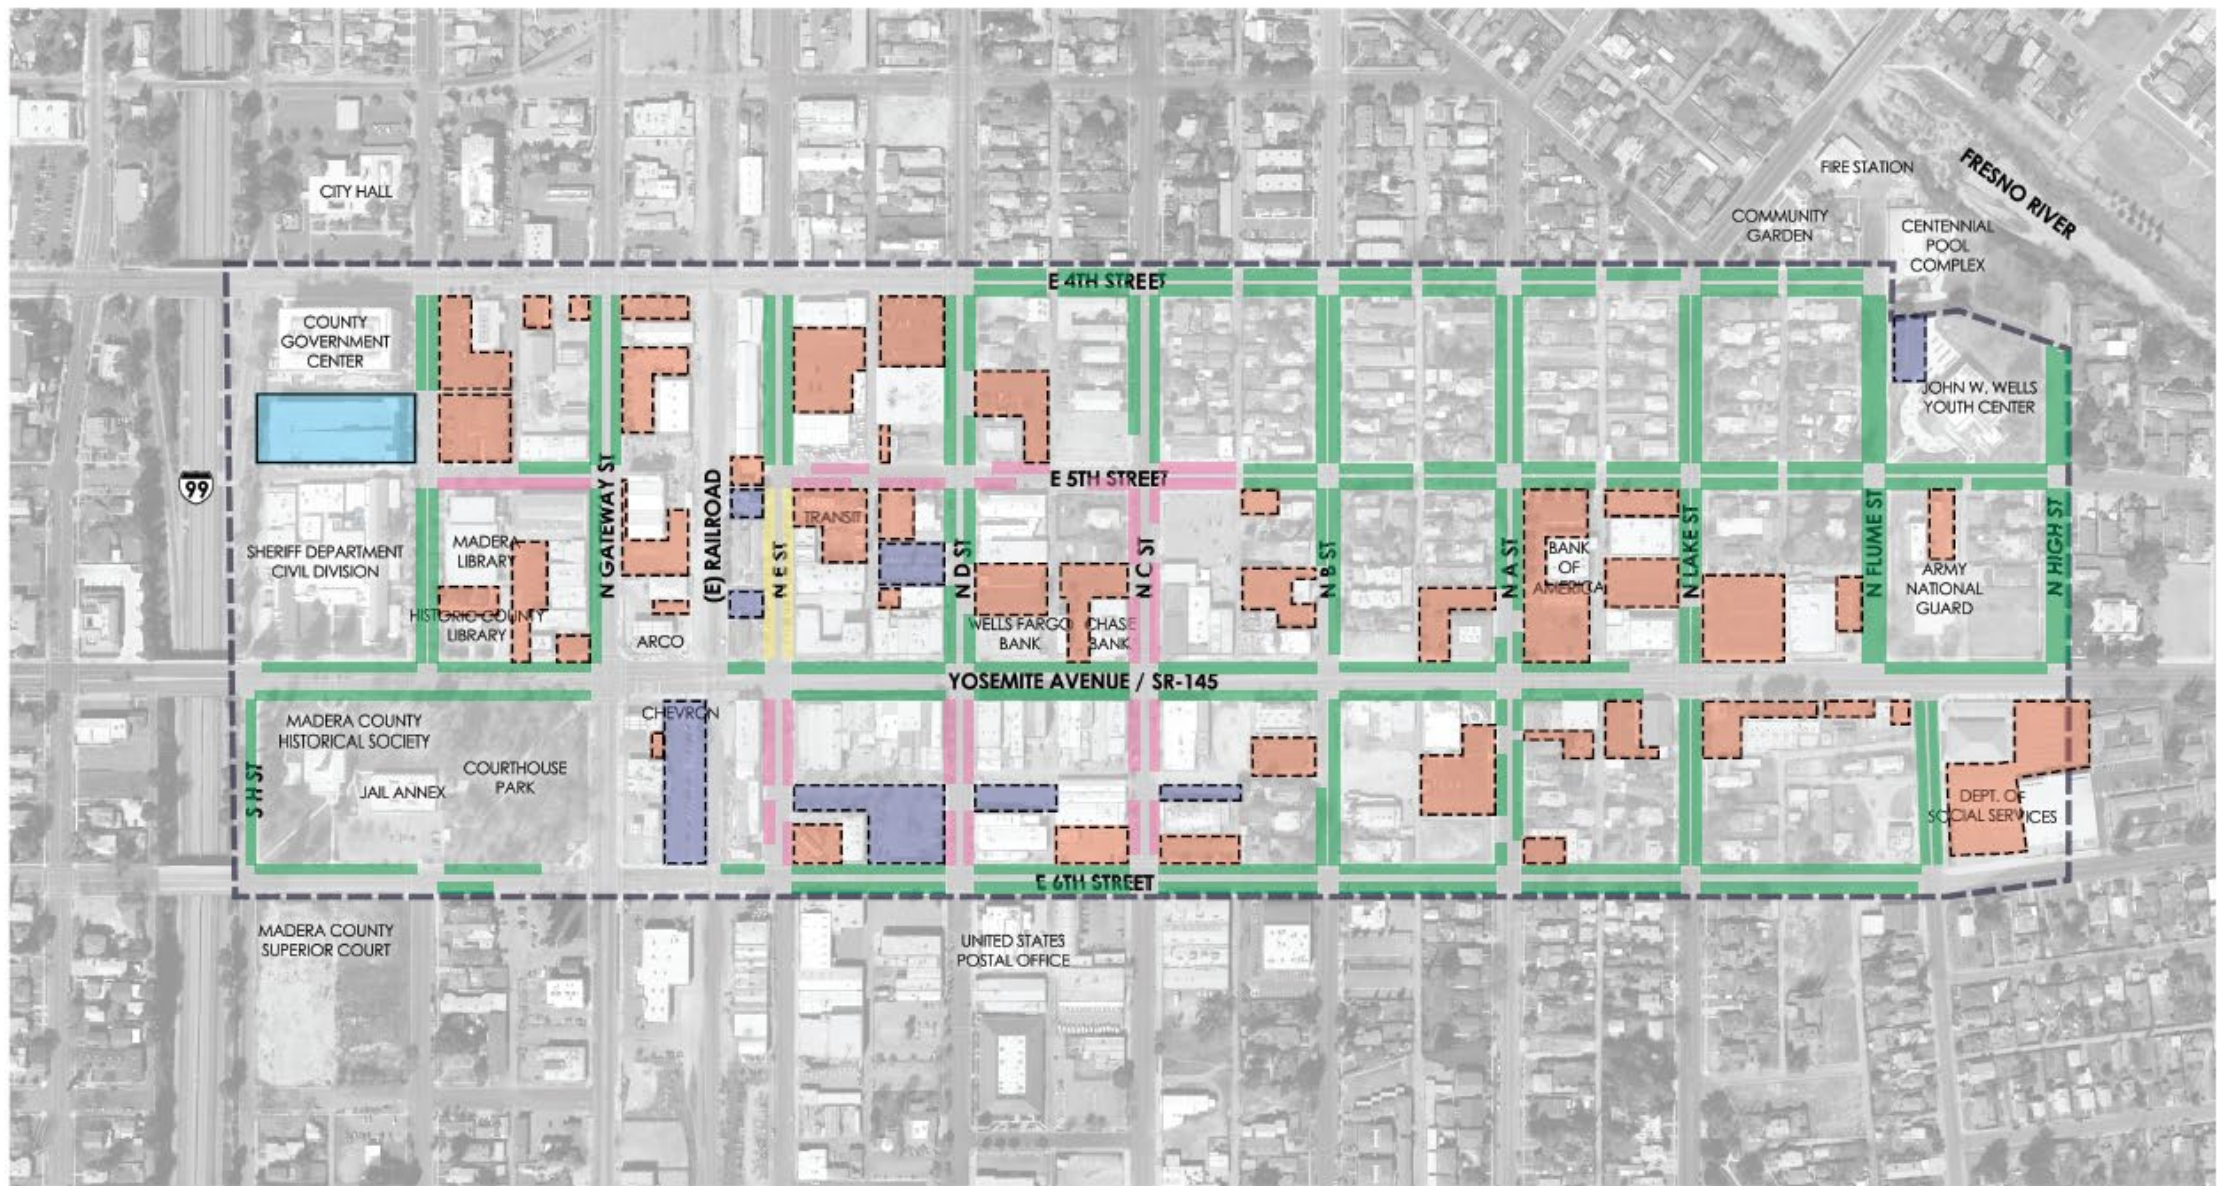 CITY HALL
FIRE STATION
FRESNO RIVER
COMMUNITY
GARDEN
CENTENNIAL
POOL
COMPLEX
E 4TH STREET
COUNTY
GOVERNMENT
CENTER
JOHN W. WELLS
YOUTH CENTER
99
N GATEWAY ST
(E) RAILROAD
E 5TH STREET
TRANSIT
SHERIFF DEPARTMENT
CIVIL DIVISION
MADERA
LIBRARY
HISTORIC COUNTY
LIBRARY
ARCO
N E ST
N D ST
WELLS FARGO
BANK
CHASE
BANK
N C ST
N B ST
N A ST
BANK
OF
AMERICA
N LAKE ST
N FLUME ST
ARMY
NATIONAL
GUARD
N HIGH ST
YOSEMITE AVENUE / SR-145
MADERA COUNTY
HISTORICAL SOCIETY
CHEVRON
S H ST
JAIL ANNEX
COURTHOUSE
PARK
DEPT. OF
SOCIAL SERVICES
E 6TH STREET
MADERA COUNTY
SUPERIOR COURT
UNITED STATES
POSTAL OFFICE